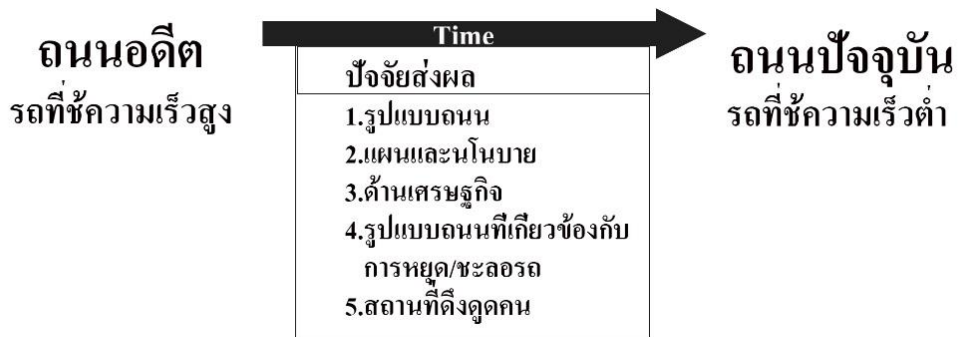 ถนนอดีต
รถที่ช้ความเร็วสูง
Time
ปัจจัยส่งผล
1.รูปแบบถนน
2.แผนและนโนบาย
3.ด้านเศรษฐกิจ
4.รูปแบบถนนที่เกี่ยวข้องกับ
การหยุด/ชะลอรถ
5.สถานที่ดึงดูดคน
ถนนปัจจุบัน
รถที่ช้ความเร็วต่ำ